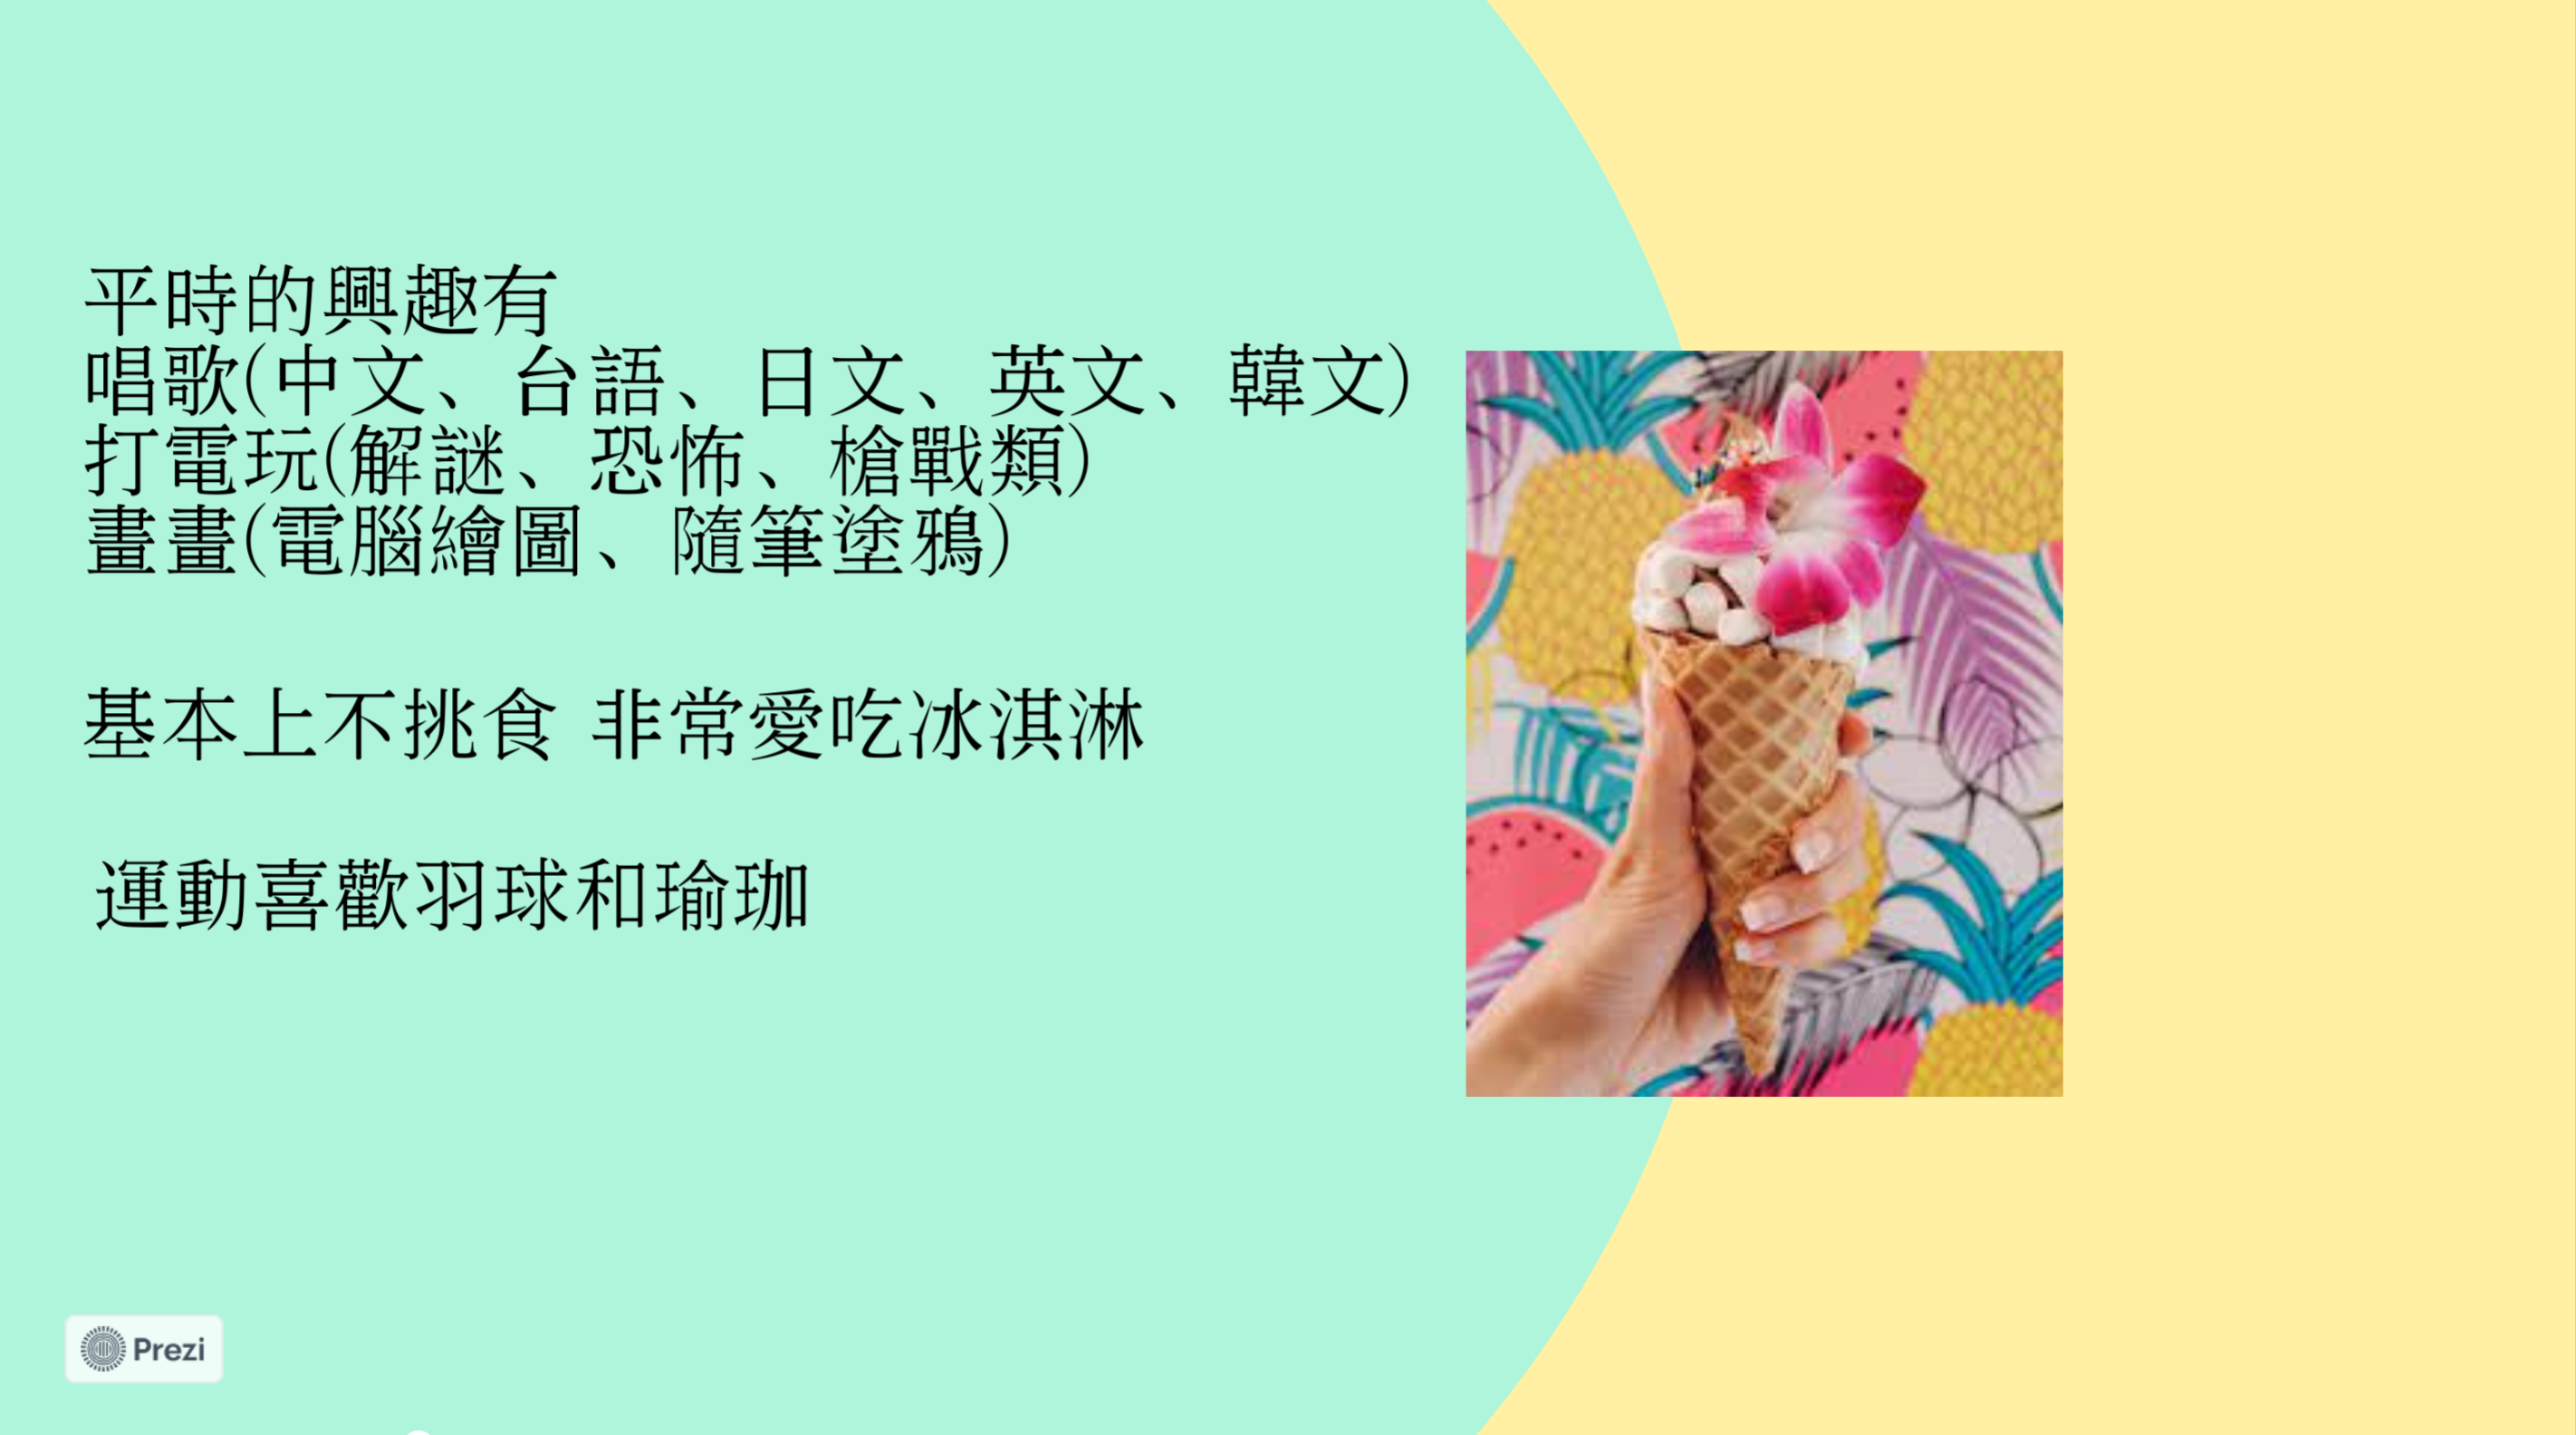 平時的興趣有
唱歌(中文、台語、日文、英文、韓文)
打電玩(解謎、恐怖、槍戰類)
畫畫(電腦繪圖、隨筆塗鴉)
基本上不挑食 非常愛吃冰淇淋
運動喜歡羽球和瑜珈
Prezi